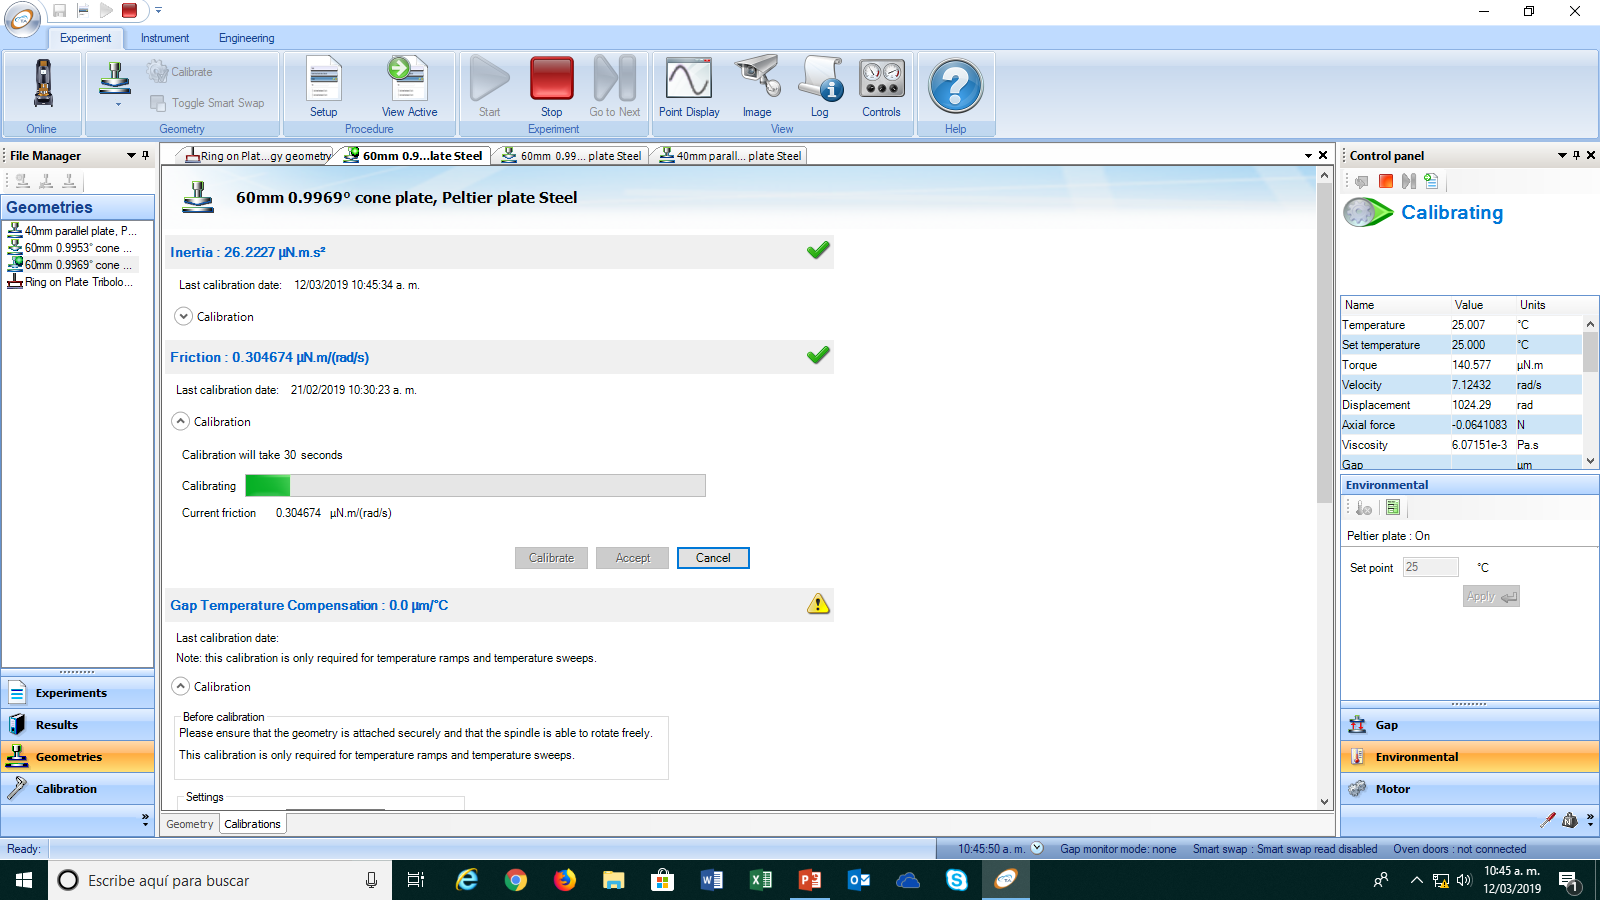 Experiment
Instrument
Engineering
Calibrate
Toggle Smart Swap
Setup
View Active
Start
Stop
Go to Next
Point Display
Image
Log
Controls
Online
Geometry
Procedure
Experiment
View
Help
File Manager
Ring on Plat...gy geometry
60mm 0.9...late Steel
60mm 0.99... plate Steel
40mm parall... plate Steel
Control panel
Geometries
40mm parallel plate, P...
60mm 0.9953° cone ...
60mm 0.9969° cone ...
Ring on Plate Tribolo...
Experiments
Results
Geometries
Calibration
60mm 0.9969° cone plate, Peltier plate Steel
Inertia : 26.2227 µN.m.s²
Last calibration date: 12/03/2019 10:45:34 a. m.
Calibration
Friction : 0.304674 µN.m/(rad/s)
Last calibration date: 21/02/2019 10:30:23 a. m.
Calibration
Calibration will take 30 seconds
Calibrating
Current friction 0.304674 µN.m/(rad/s)
Calibrate
Accept
Cancel
Gap Temperature Compensation : 0.0 µm/°C
Last calibration date:
Note: this calibration is only required for temperature ramps and temperature sweeps.
Calibration
Before calibration
Please ensure that the geometry is attached securely and that the spindle is able to rotate freely.
This calibration is only required for temperature ramps and temperature sweeps.
Settings
Geometry
Calibrations
Calibrating
Name Value Units
Temperature 25.007 °C
Set temperature 25.000 °C
Torque 140.577 µN.m
Velocity 7.12432 rad/s
Displacement 1024.29 rad
Axial force -0.0641083 N
Viscosity 6.07151e-3 Pa.s
Gap µm
Environmental
Peltier plate : On
Set point 25 °C
Apply
Gap
Environmental
Motor
Ready:
10:45:50 a. m.
Gap monitor mode: none
Smart swap : Smart swap read disabled
Oven doors : not connected
Escribe aquí para buscar
10:45 a. m.
12/03/2019
1